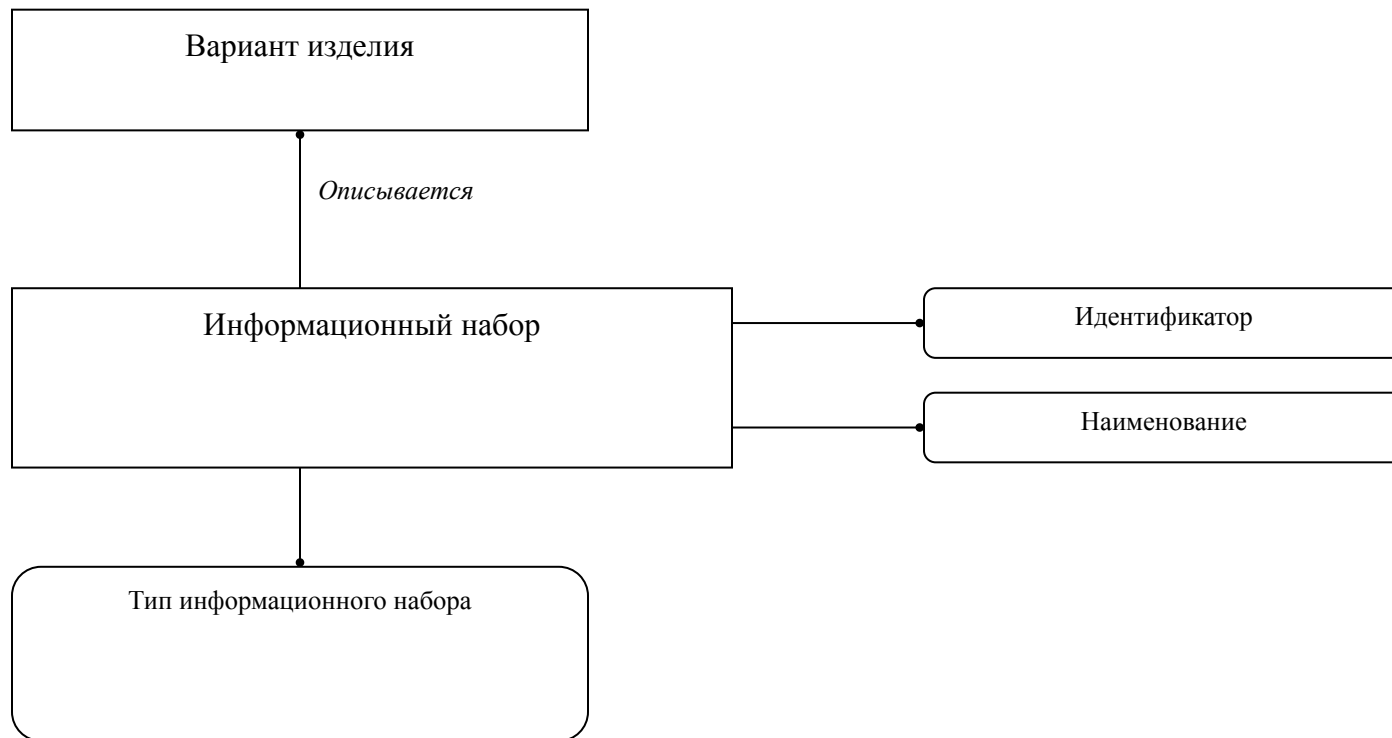 Вариант изделия
Описывается
Информационный набор
Идентификатор
Наименование
Тип информационного набора